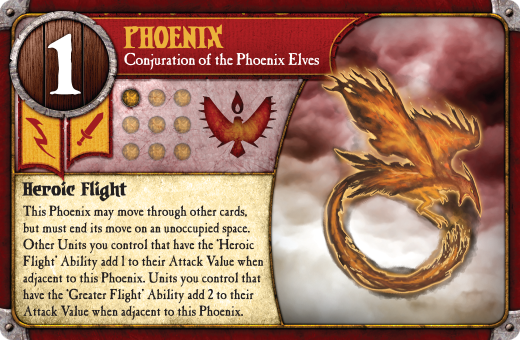 1
PHOENIX
Conjuration of the Phoenix Elves
Heroic Flight
This Phoenix may move through other cards,
but must end its move on an unoccupied space.
Other Units you control that have the 'Heroic
Flight' Ability add 1 to their Attack Value when
adjacent to this Phoenix. Units you control that
have the 'Greater Flight' Ability add 2 to their
Attack Value when adjacent to this Phoenix.